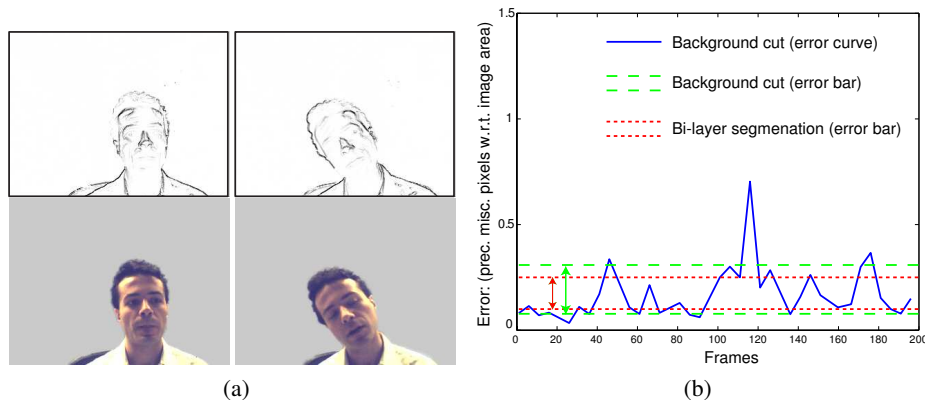 1.5
1
0.5
0
Error: (prec. misc. pixels w.r.t. image area)
Background cut (error curve)
Background cut (error bar)
Bi-layer segmenation (error bar)
0 20 40 60 80 100 120 140 160 180 200
Frames
(a) (b)